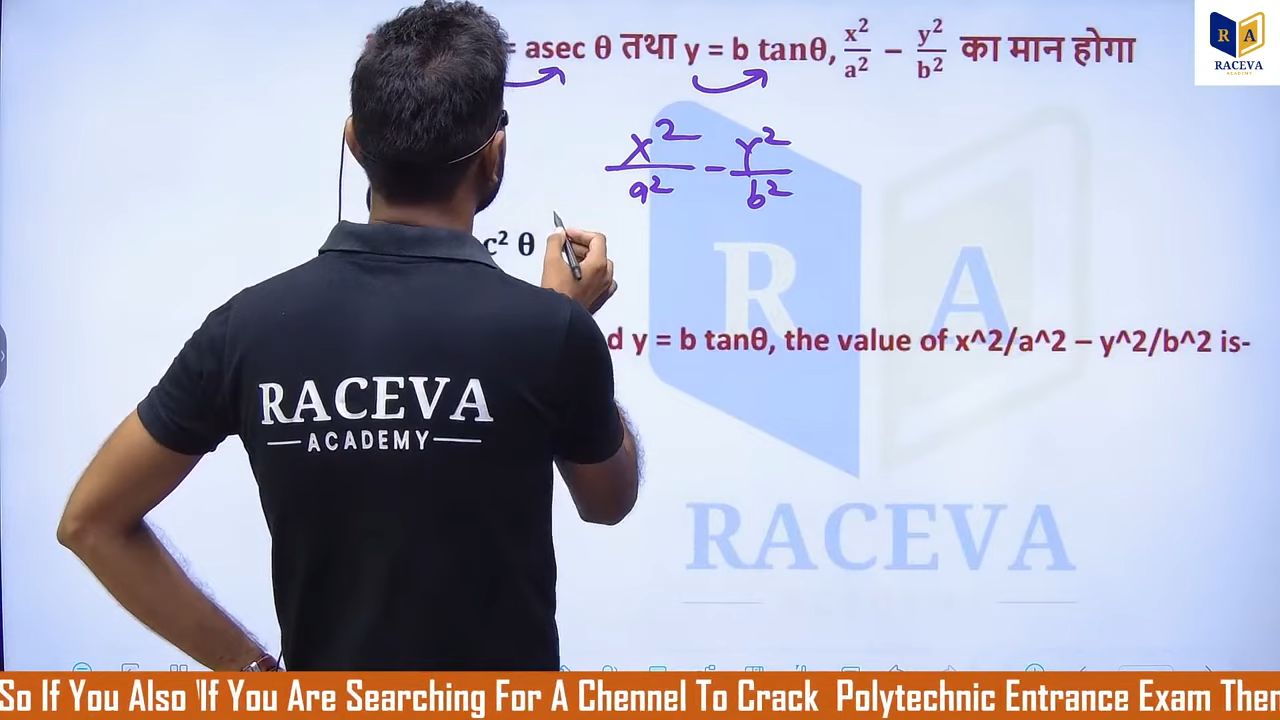 = asec θ तथा y = b tanθ, x²/a² − y²/b² का मान होगा
R A
RACEVA
ACADEMY
x²/a² - y²/b²
c² θ
R A
d y = b tanθ, the value of x^2/a^2 – y^2/b^2 is-
RACEVA
ACADEMY
RACEVA
So If You Also If You Are Searching For A Chennel To Crack Polytechnic Entrance Exam Then